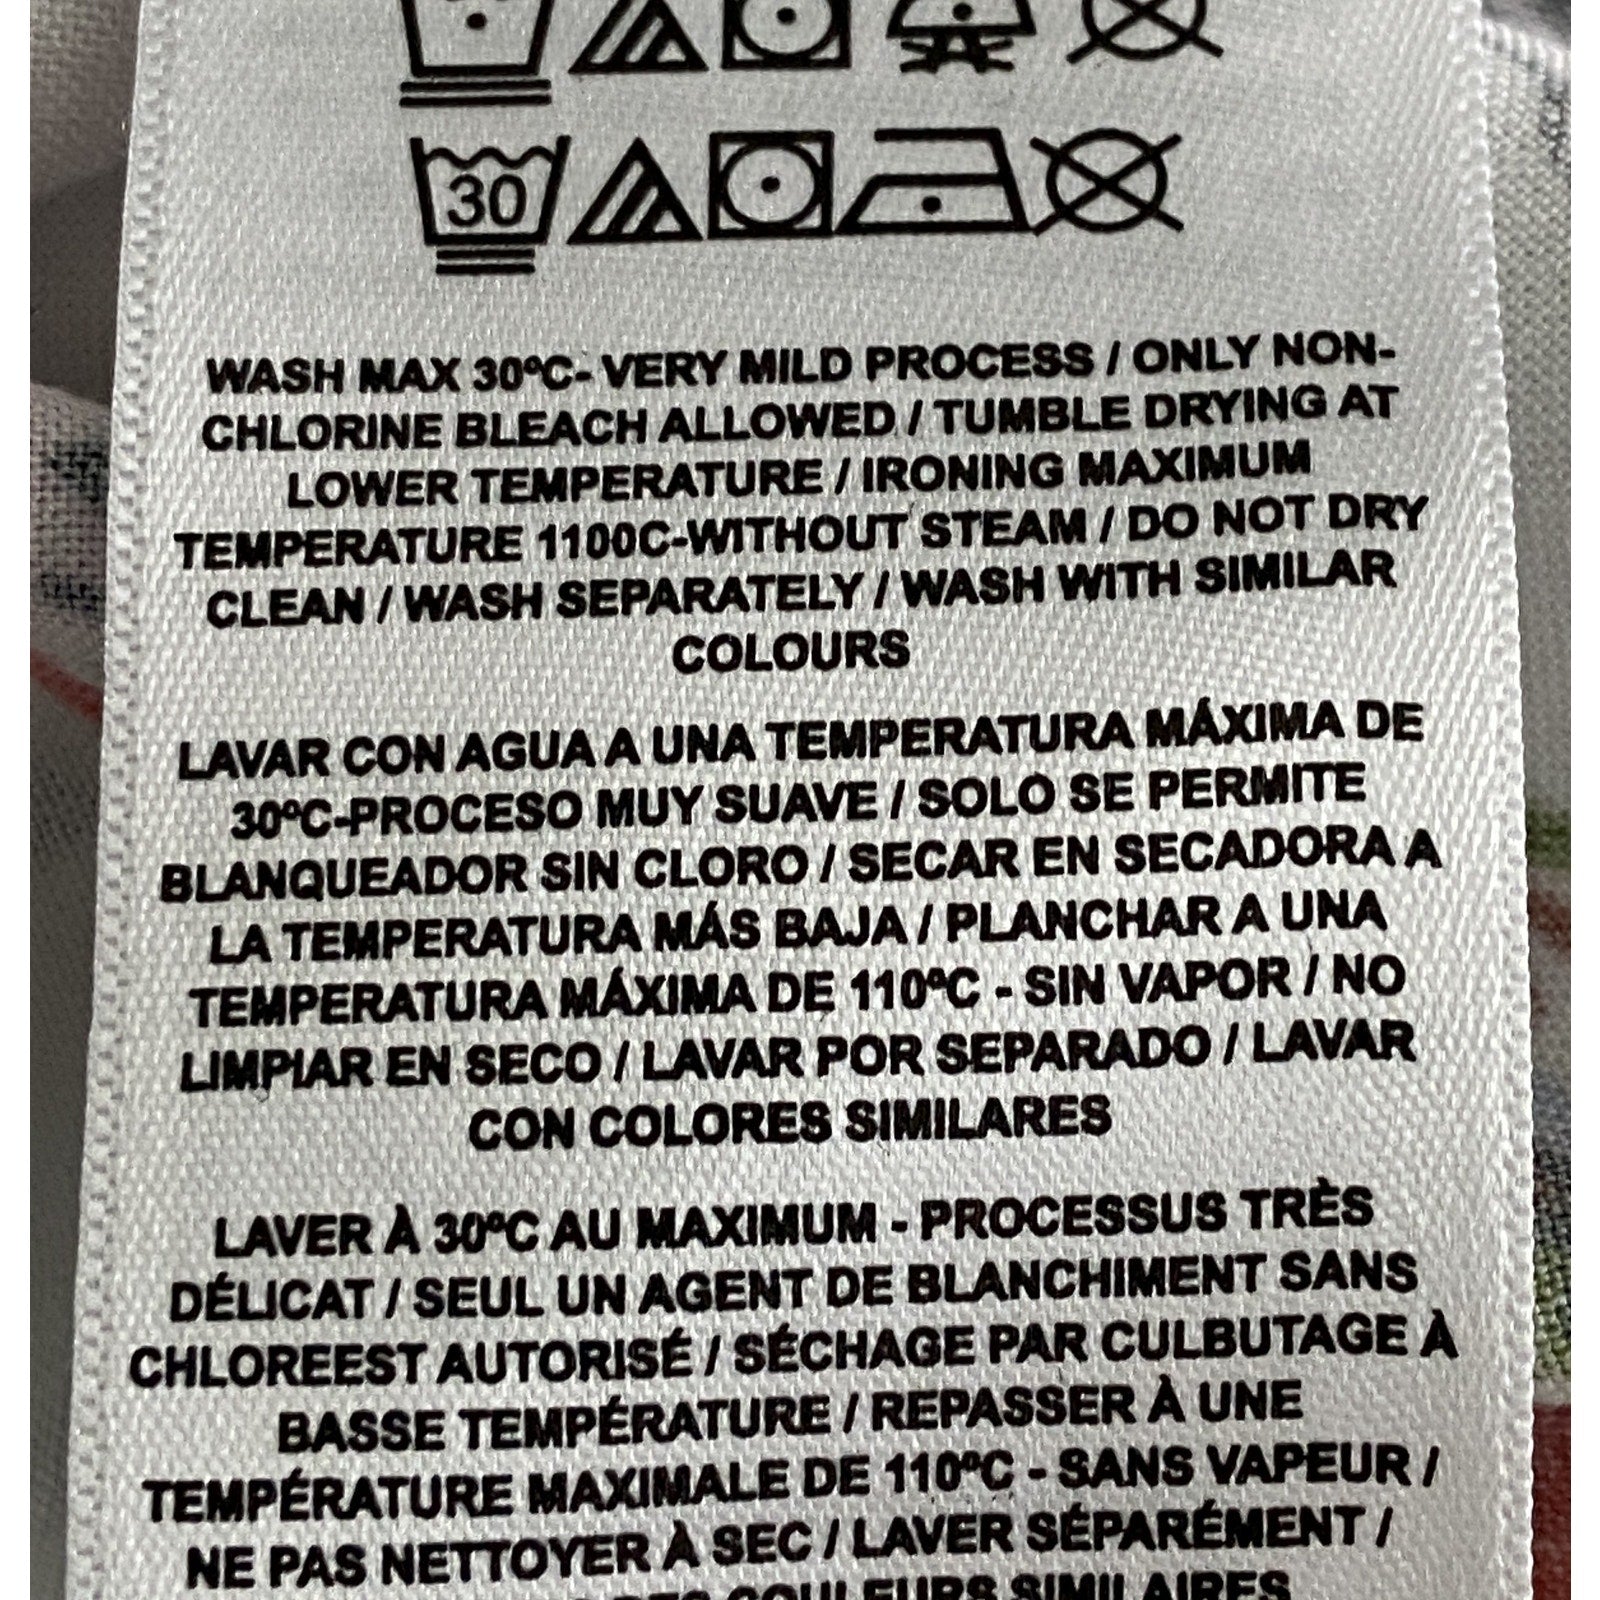 30
WASH MAX 30ºC- VERY MILD PROCESS / ONLY NON-
CHLORINE BLEACH ALLOWED / TUMBLE DRYING AT
LOWER TEMPERATURE / IRONING MAXIMUM
TEMPERATURE 1100C-WITHOUT STEAM / DO NOT DRY
CLEAN / WASH SEPARATELY / WASH WITH SIMILAR
COLOURS
LAVAR CON AGUA A UNA TEMPERATURA MÁXIMA DE
30ºC-PROCESO MUY SUAVE / SOLO SE PERMITE
BLANQUEADOR SIN CLORO / SECAR EN SECADORA A
LA TEMPERATURA MÁS BAJA / PLANCHAR A UNA
TEMPERATURA MÁXIMA DE 110ºC - SIN VAPOR / NO
LIMPIAR EN SECO / LAVAR POR SEPARADO / LAVAR
CON COLORES SIMILARES
LAVER À 30ºC AU MAXIMUM - PROCESSUS TRÈS
DÉLICAT / SEUL UN AGENT DE BLANCHIMENT SANS
CHLOREEST AUTORISÉ / SÉCHAGE PAR CULBUTAGE À
BASSE TEMPÉRATURE / REPASSER À UNE
TEMPÉRATURE MAXIMALE DE 110ºC - SANS VAPEUR /
NE PAS NETTOYER À SEC / LAVER SÉPARÉMENT /
DES COULEURS SIMILAIRES